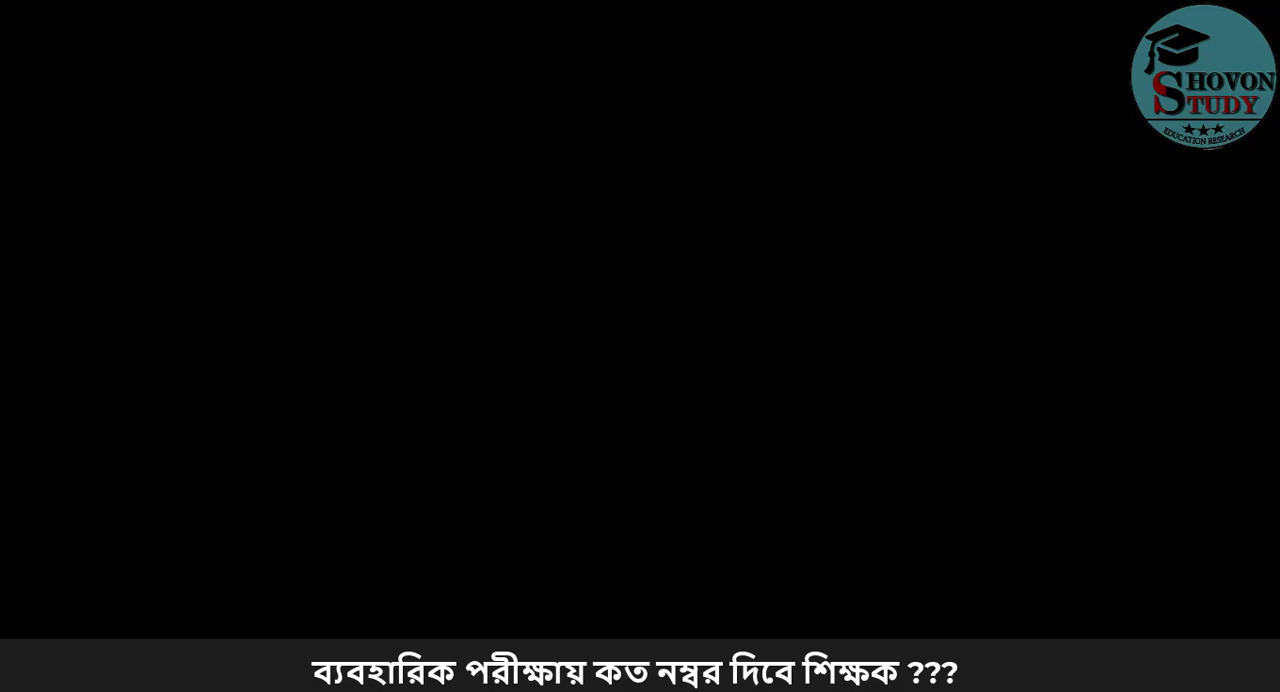 SHOVON
STUDY
EDUCATION RESEARCH
ব্যবহারিক পরীক্ষায় কত নম্বর দিবে শিক্ষক ???